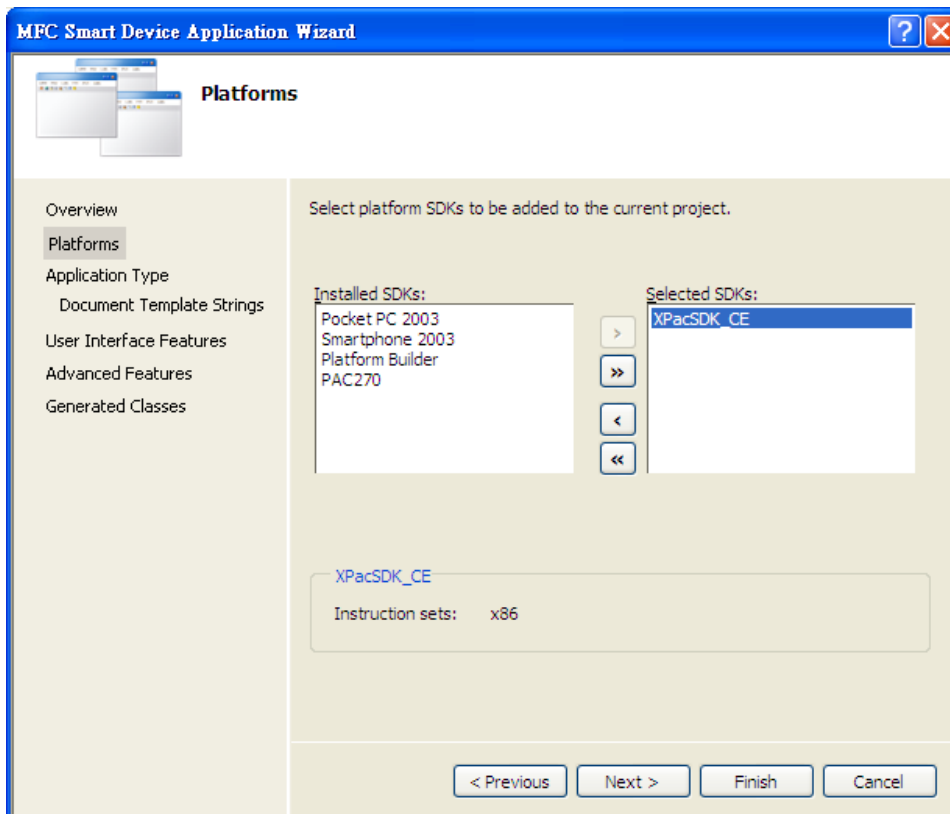 MFC Smart Device Application Wizard
Platforms
Overview
Platforms
Application Type
Document Template Strings
User Interface Features
Advanced Features
Generated Classes
Select platform SDKs to be added to the current project.
Installed SDKs:
Pocket PC 2003
Smartphone 2003
Platform Builder
PAC270
>
>>
<
<<
Selected SDKs:
XPacSDK_CE
XPacSDK_CE
Instruction sets: x86
< Previous
Next >
Finish
Cancel